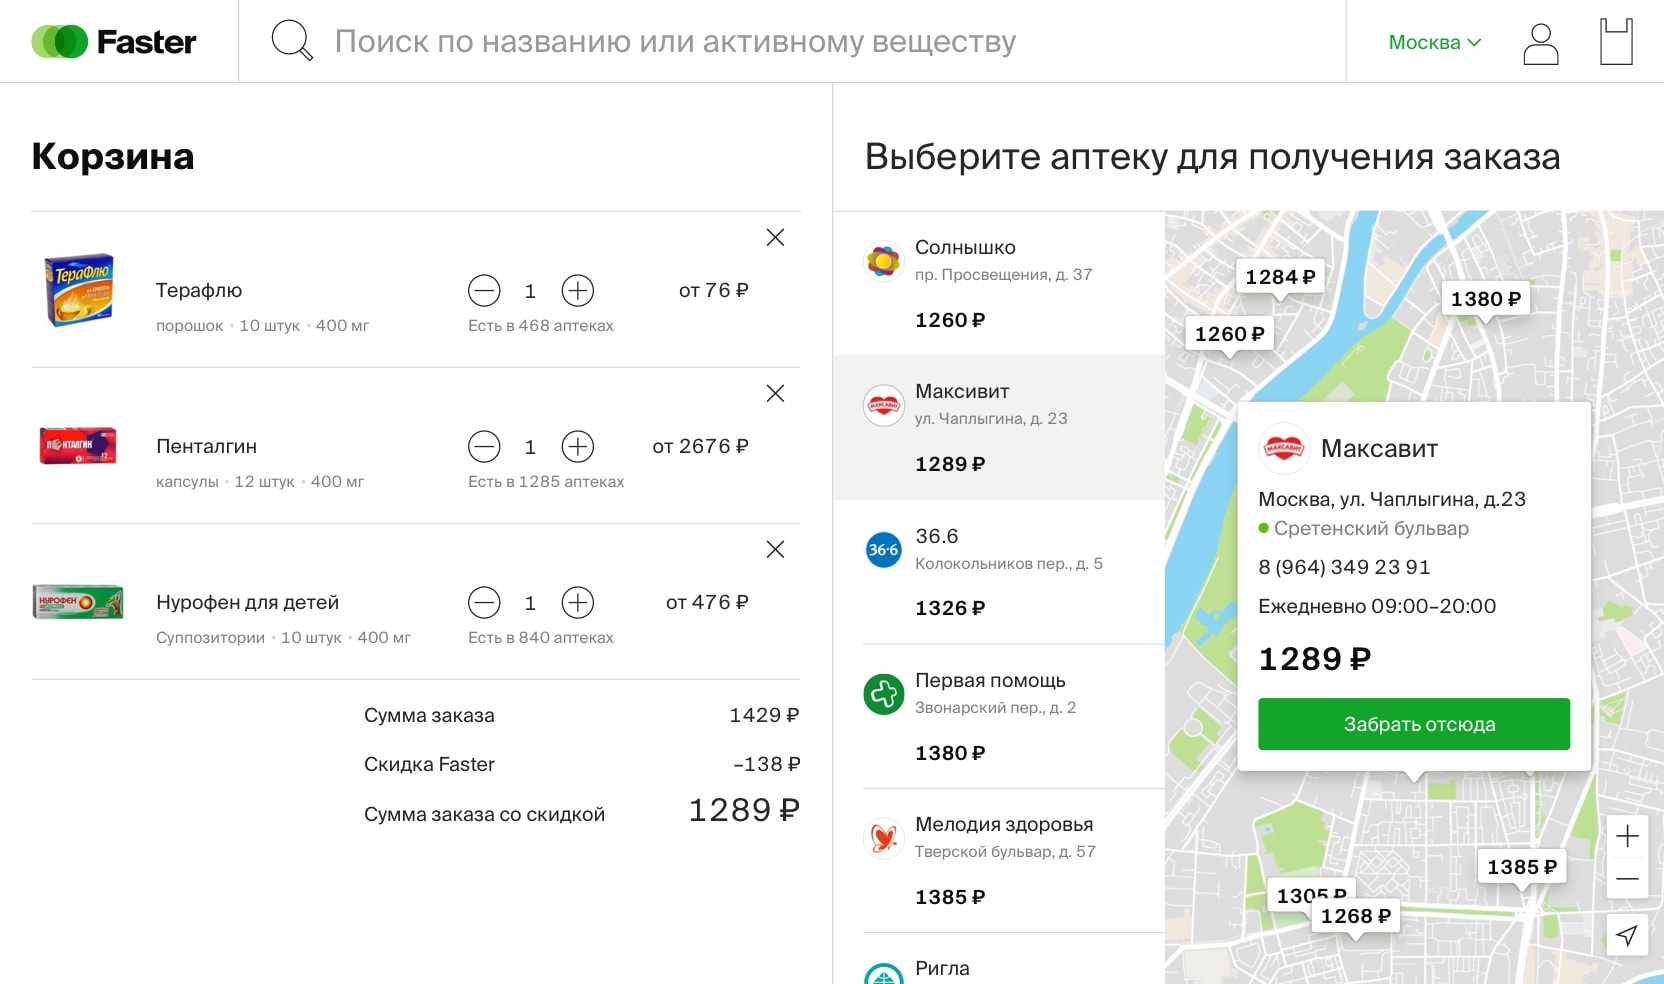 Faster
Поиск по названию или активному веществу
Москва
Корзина
ТераФлю
Терафлю
порошок • 10 штук • 400 мг
1
Есть в 468 аптеках
от 76 ₽
ПЕНТАЛГИН
Пенталгин
капсулы • 12 штук • 400 мг
1
Есть в 1285 аптеках
от 2676 ₽
НУРОФЕН
Нурофен для детей
Суппозитории • 10 штук • 400 мг
1
Есть в 840 аптеках
от 476 ₽
Сумма заказа 1429 ₽
Скидка Faster –138 ₽
Сумма заказа со скидкой 1289 ₽
Выберите аптеку для получения заказа
Солнышко
пр. Просвещения, д. 37
1260 ₽
МАКСАВИТ
Максивит
ул. Чаплыгина, д. 23
1289 ₽
36·6
36.6
Колокольников пер., д. 5
1326 ₽
Первая помощь
Звонарский пер., д. 2
1380 ₽
Мелодия здоровья
Тверской бульвар, д. 57
1385 ₽
Ригла
1284 ₽
1380 ₽
1260 ₽
МАКСАВИТ
Максавит
Москва, ул. Чаплыгина, д.23
Сретенский бульвар
8 (964) 349 23 91
Ежедневно 09:00–20:00
1289 ₽
Забрать отсюда
1385 ₽
1305 ₽
1268 ₽